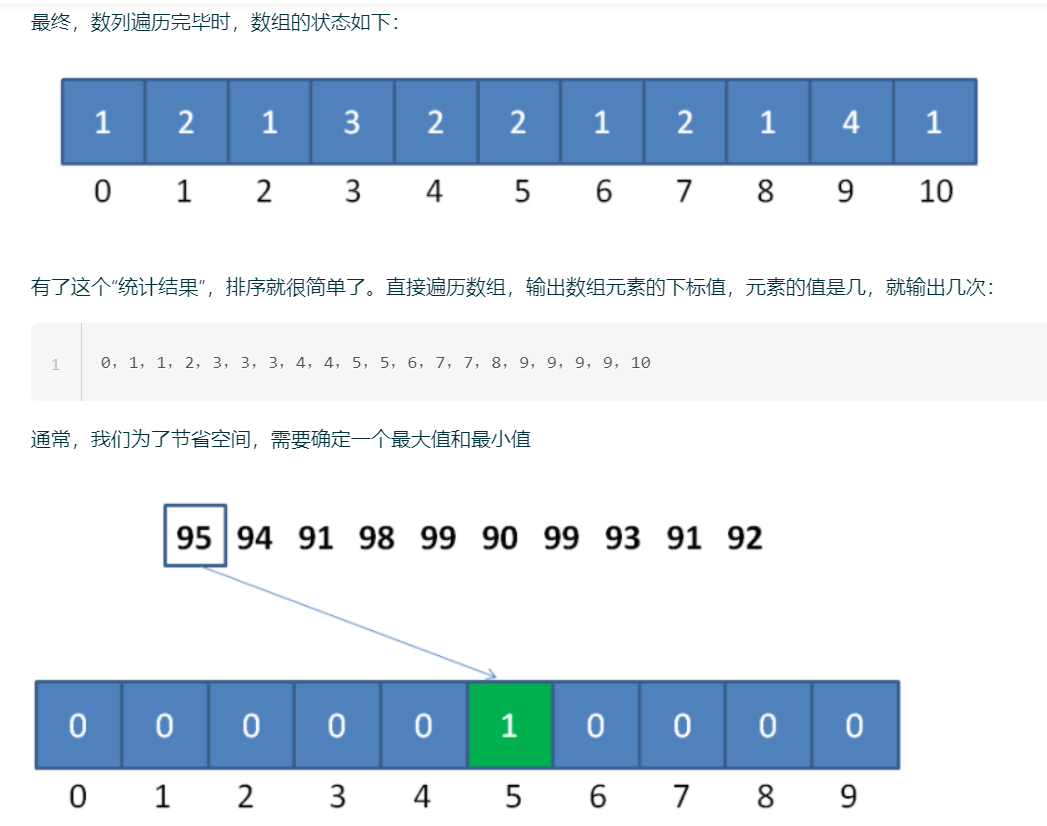 最终，数列遍历完毕时，数组的状态如下：
1 2 1 3 2 2 1 2 1 4 1
0 1 2 3 4 5 6 7 8 9 10
有了这个“统计结果”，排序就很简单了。直接遍历数组，输出数组元素的下标值，元素的值是几，就输出几次：
1 0，1，1，2，3，3，3，4，4，5，5，6，7，7，8，9，9，9，9，10
通常，我们为了节省空间，需要确定一个最大值和最小值
95 94 91 98 99 90 99 93 91 92
0 0 0 0 0 1 0 0 0 0
0 1 2 3 4 5 6 7 8 9